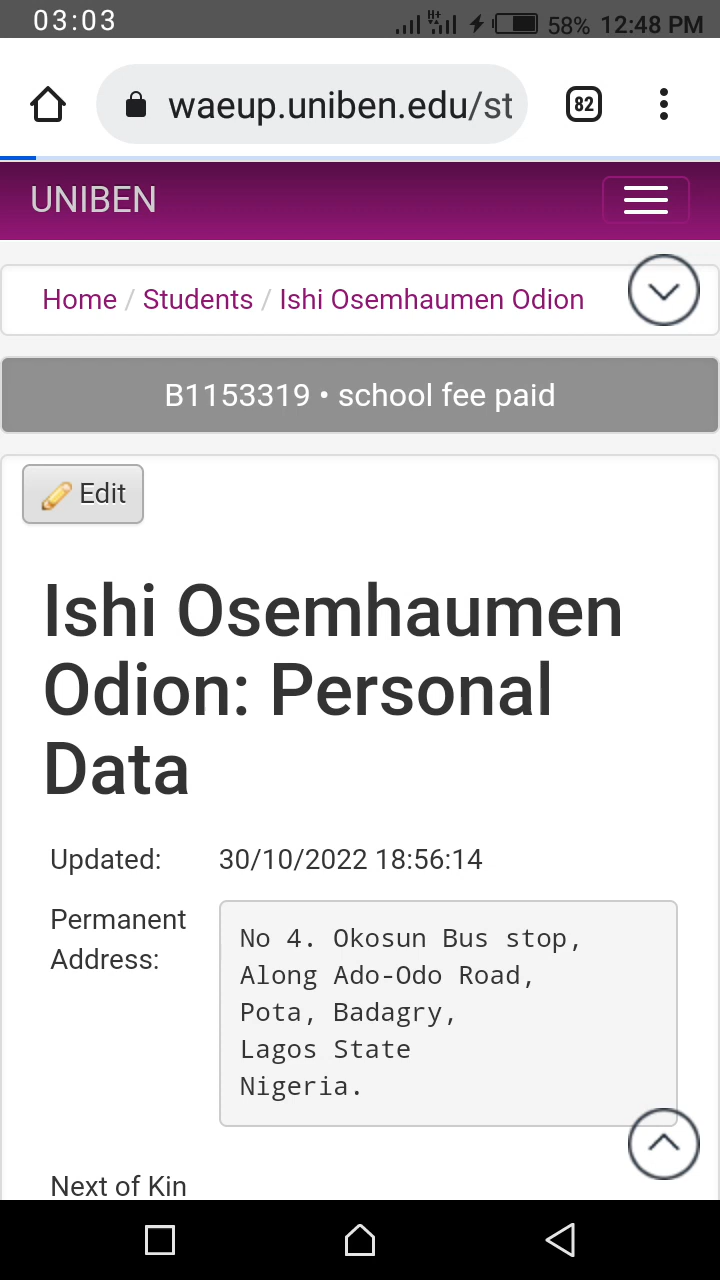 03:03 H+ 58% 12:48 PM
waeup.uniben.edu/st 82
UNIBEN
Home / Students / Ishi Osemhaumen Odion
B1153319 • school fee paid
Edit
Ishi Osemhaumen
Odion: Personal
Data
Updated: 30/10/2022 18:56:14
Permanent
Address:
No 4. Okosun Bus stop,
Along Ado-Odo Road,
Pota, Badagry,
Lagos State
Nigeria.
Next of Kin